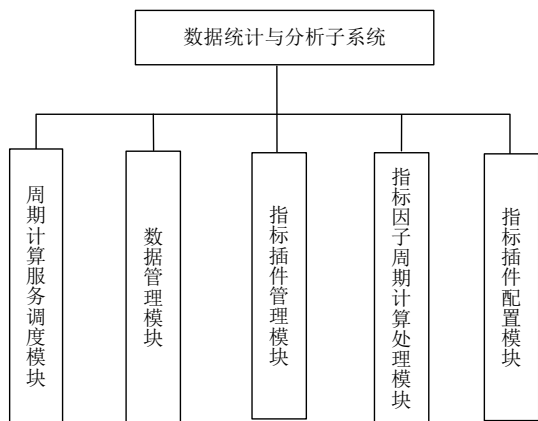 数据统计与分析子系统
周期计算服务调度模块
数据管理模块
指标插件管理模块
指标因子周期计算处理模块
指标插件配置模块